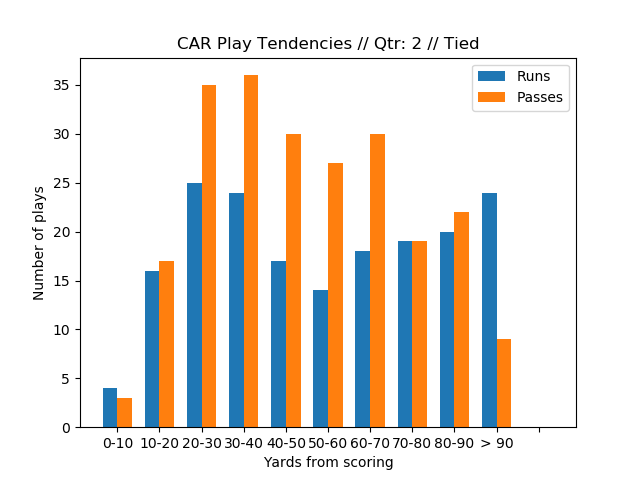 CAR Play Tendencies // Qtr: 2 // Tied
Runs
Passes
35
30
25
20
15
10
5
0
Number of plays
0-10 10-20 20-30 30-40 40-50 50-60 60-70 70-80 80-90 > 90
Yards from scoring